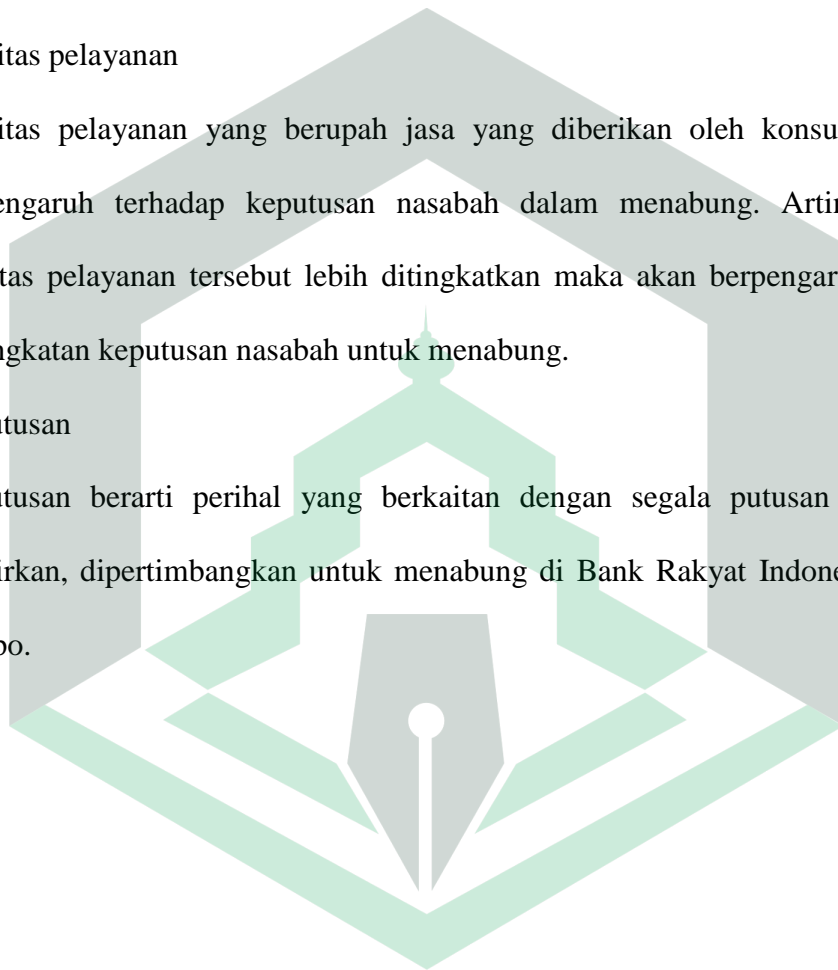 itas pelayanan
itas pelayanan yang berupah jasa yang diberikan oleh konsu
engaruh terhadap keputusan nasabah dalam menabung. Arti
tas pelayanan tersebut lebih ditingkatkan maka akan berpengar
ngkatan keputusan nasabah untuk menabung.
utusan
utusan berarti perihal yang berkaitan dengan segala putusan
irkan, dipertimbangkan untuk menabung di Bank Rakyat Indone
po.